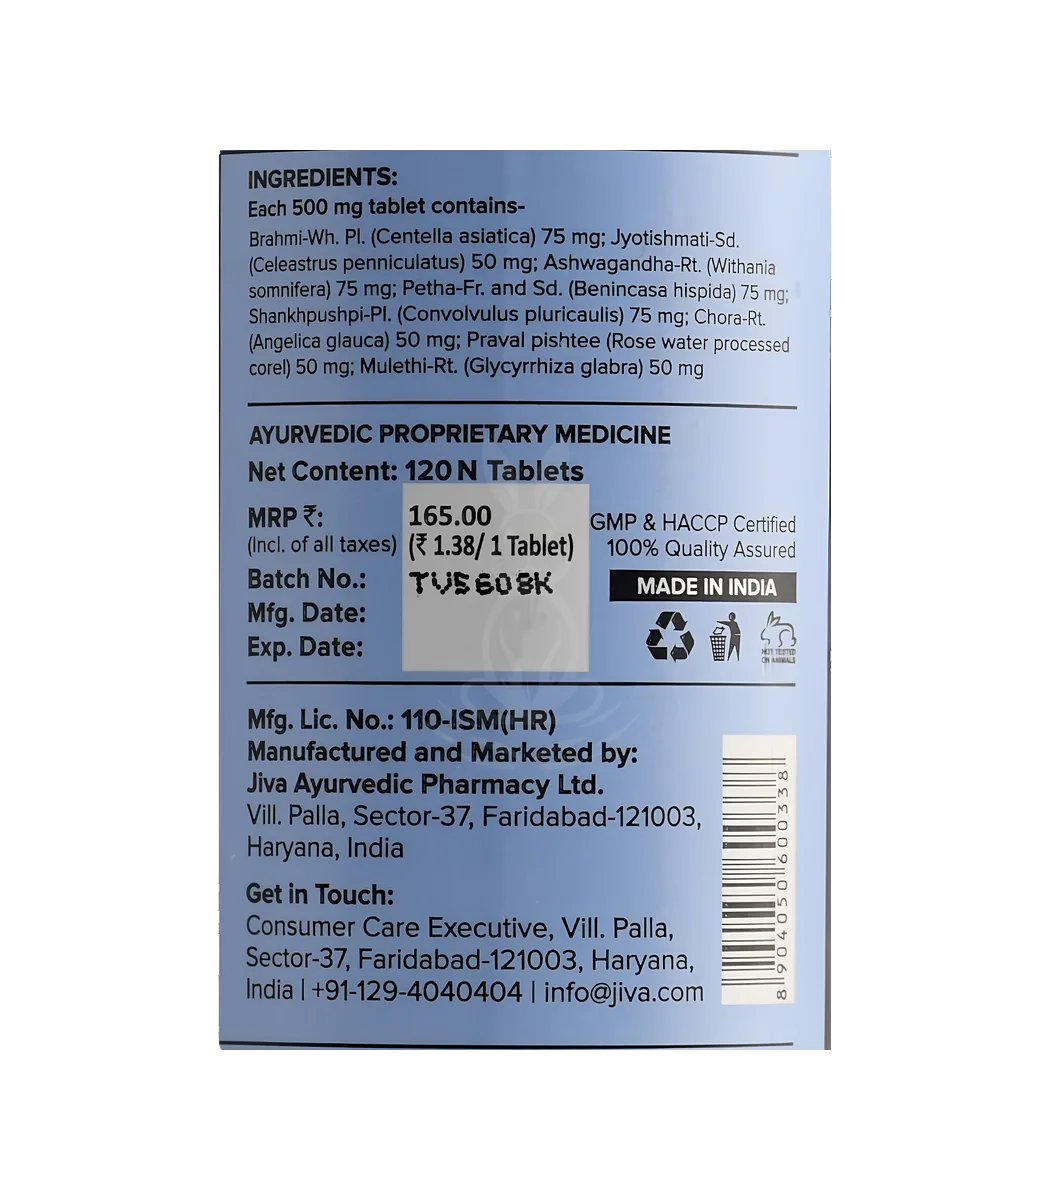 INGREDIENTS:
Each 500 mg tablet contains-
Brahmi-Wh. Pl. (Centella asiatica) 75 mg; Jyotishmati-Sd.
(Celeastrus penniculatus) 50 mg; Ashwagandha-Rt. (Withania
somnifera) 75 mg; Petha-Fr. and Sd. (Benincasa hispida) 75 mg;
Shankhpushpi-Pl. (Convolvulus pluricaulis) 75 mg; Chora-Rt.
(Angelica glauca) 50 mg; Praval pishtee (Rose water processed
corel) 50 mg; Mulethi-Rt. (Glycyrrhiza glabra) 50 mg
AYURVEDIC PROPRIETARY MEDICINE
Net Content: 120 N Tablets
MRP ₹: 165.00
(Incl. of all taxes) (₹ 1.38/ 1 Tablet)
Batch No.: TVS608K
Mfg. Date:
Exp. Date:
GMP & HACCP Certified
100% Quality Assured
MADE IN INDIA
NOT TESTED
ON ANIMALS
Mfg. Lic. No.: 110-ISM(HR)
Manufactured and Marketed by:
Jiva Ayurvedic Pharmacy Ltd.
Vill. Palla, Sector-37, Faridabad-121003,
Haryana, India
Get in Touch:
Consumer Care Executive, Vill. Palla,
Sector-37, Faridabad-121003, Haryana,
India | +91-129-4040404 | info@jiva.com
8 904050 600338